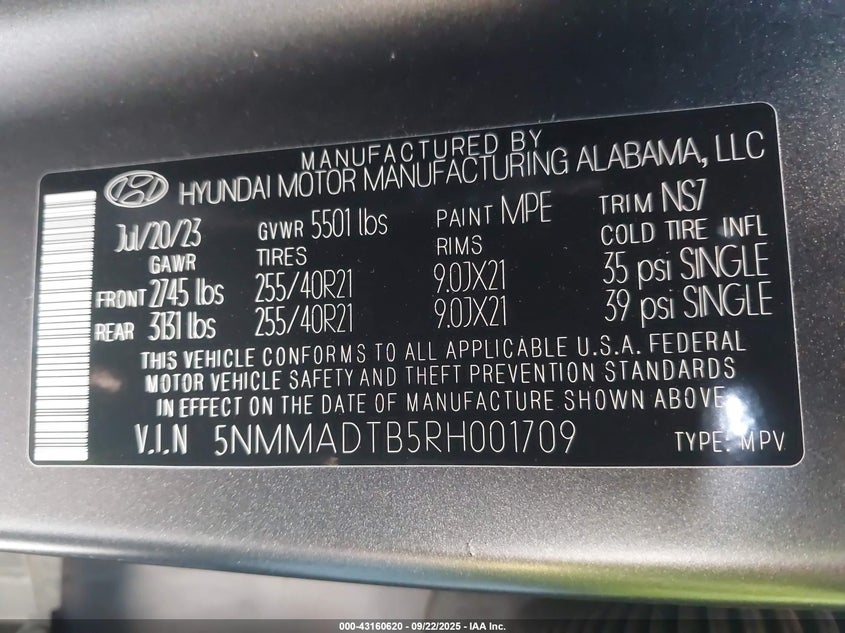 MANUFACTURED BY
HYUNDAI MOTOR MANUFACTURING ALABAMA, LLC
Jul/20/23 GVWR 5501 lbs PAINT MPE TRIM NS7
GAWR TIRES RIMS COLD TIRE INFL
FRONT 2745 lbs 255/40R21 9.0JX21 35 psi SINGLE
REAR 3131 lbs 255/40R21 9.0JX21 39 psi SINGLE
THIS VEHICLE CONFORMS TO ALL APPLICABLE U.S.A. FEDERAL
MOTOR VEHICLE SAFETY AND THEFT PREVENTION STANDARDS
IN EFFECT ON THE DATE OF MANUFACTURE SHOWN ABOVE.
V.I.N 5NMMADTB5RH001709 TYPE: MPV
000-43160620 - 09/22/2025 - IAA Inc.